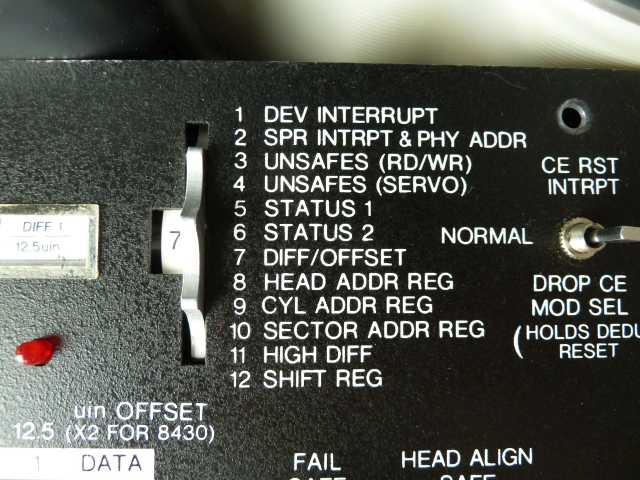 1 DEV INTERRUPT
2 SPR INTRPT & PHY ADDR
3 UNSAFES (RD/WR)
4 UNSAFES (SERVO)
5 STATUS 1
6 STATUS 2
7 DIFF/OFFSET
8 HEAD ADDR REG
9 CYL ADDR REG
10 SECTOR ADDR REG
11 HIGH DIFF
12 SHIFT REG
CE RST
INTRPT
NORMAL
DROP CE
MOD SEL
(HOLDS DEDU
RESET
DIFF 1
12.5uin
7
uin OFFSET
12.5 (X2 FOR 8430)
1 DATA
FAIL
SAFE
HEAD ALIGN
SAFE